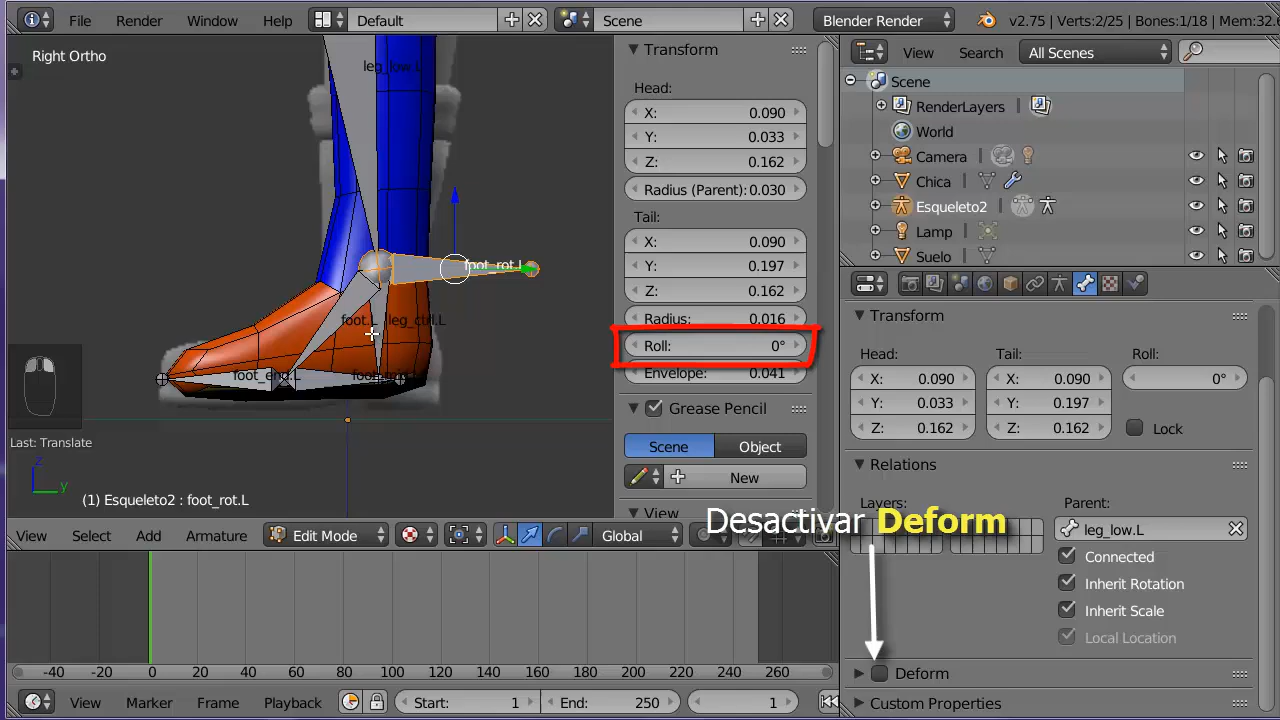 File Render Window Help Default Scene Blender Render v2.75 | Verts:2/25 | Bones:1/18 | Mem:32.
Right Ortho
leg_low.L
foot_rot.L
foot.L leg_ctrl.L
foot_end.L
Last: Translate
z
y
(1) Esqueleto2 : foot_rot.L
Transform
Head:
X: 0.090
Y: 0.033
Z: 0.162
Radius (Parent): 0.030
Tail:
X: 0.090
Y: 0.197
Z: 0.162
Radius: 0.016
Roll: 0°
Envelope: 0.041
Grease Pencil
Scene Object
New
View
View Search All Scenes
Scene
RenderLayers
World
Camera
Chica
Esqueleto2
Lamp
Suelo
Transform
Head: Tail: Roll:
X: 0.090 X: 0.090 0°
Y: 0.033 Y: 0.197
Z: 0.162 Z: 0.162 Lock
Relations
Layers: Parent:
leg_low.L
Connected
Inherit Rotation
Inherit Scale
Local Location
Desactivar Deform
Deform
Custom Properties
View Select Add Armature Edit Mode Global
-40 -20 0 20 40 60 80 100 120 140 160 180 200 220 240 260 280
View Marker Frame Playback Start: 1 End: 250 1